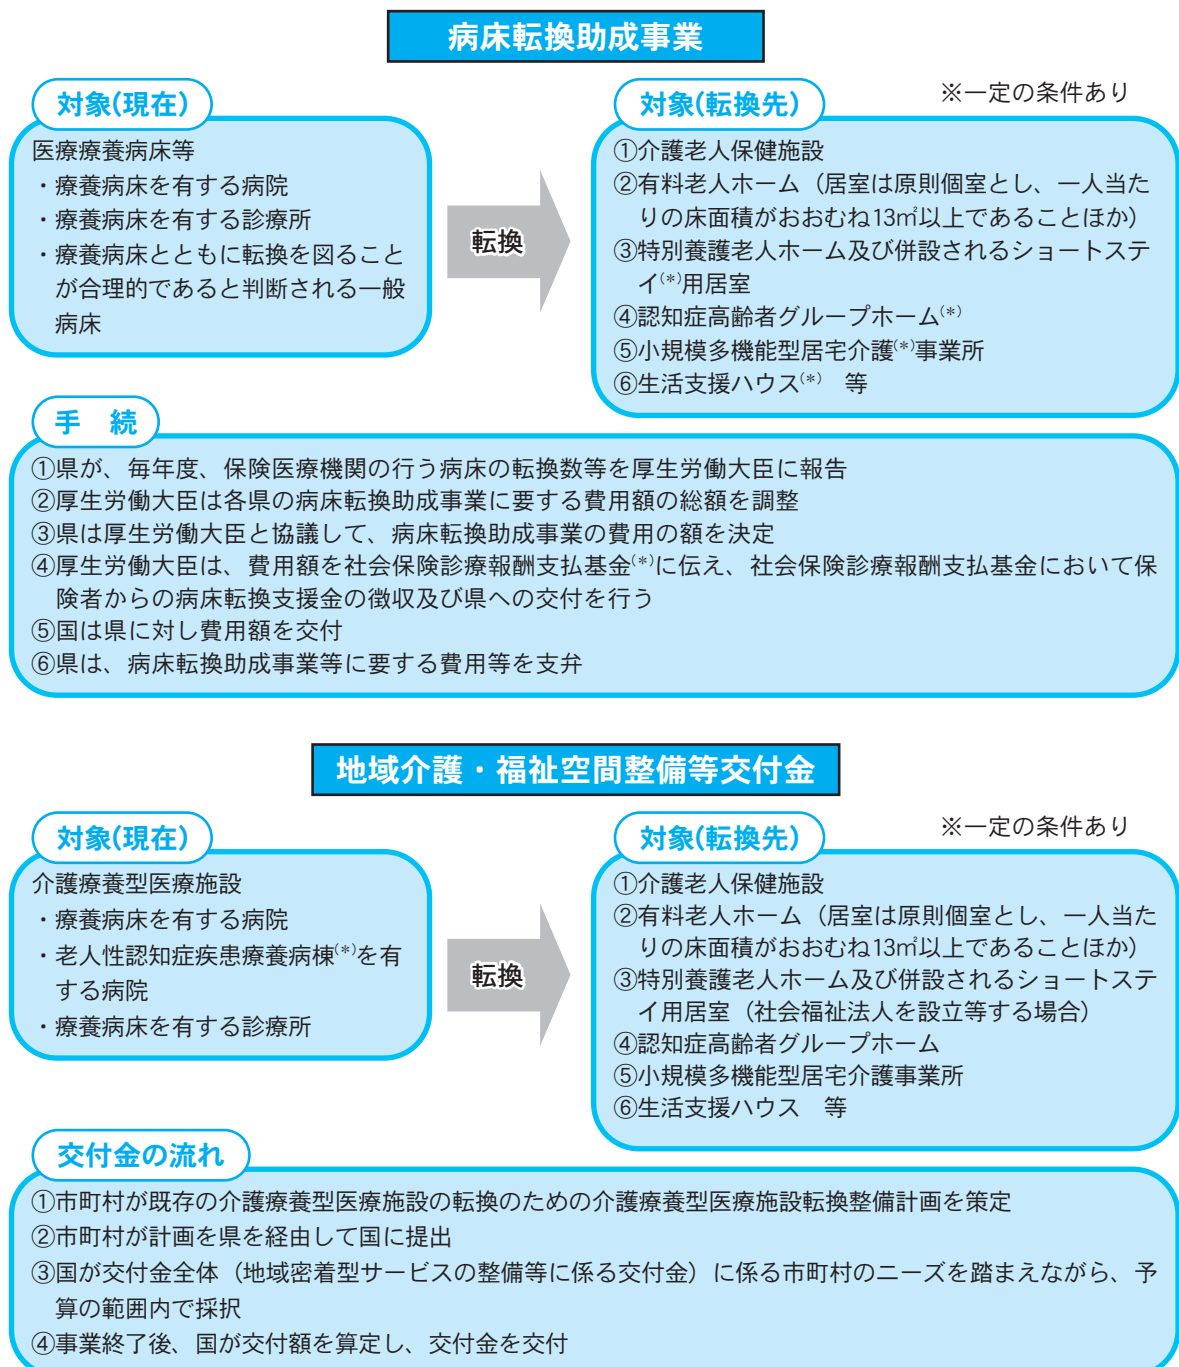 病床転換助成事業
対象(現在)
医療療養病床等
・療養病床を有する病院
・療養病床を有する診療所
・療養病床とともに転換を図ること
が合理的であると判断される一般
病床
転換
対象(転換先)
※一定の条件あり
①介護老人保健施設
②有料老人ホーム（居室は原則個室とし、一人当た
りの床面積がおおむね13㎡以上であることほか）
③特別養護老人ホーム及び併設されるショートステ
イ(*)用居室
④認知症高齢者グループホーム(*)
⑤小規模多機能型居宅介護(*)事業所
⑥生活支援ハウス(*)　等
手　続
①県が、毎年度、保険医療機関の行う病床の転換数等を厚生労働大臣に報告
②厚生労働大臣は各県の病床転換助成事業に要する費用額の総額を調整
③県は厚生労働大臣と協議して、病床転換助成事業の費用の額を決定
④厚生労働大臣は、費用額を社会保険診療報酬支払基金(*)に伝え、社会保険診療報酬支払基金において保
険者からの病床転換支援金の徴収及び県への交付を行う
⑤国は県に対し費用額を交付
⑥県は、病床転換助成事業等に要する費用等を支弁
地域介護・福祉空間整備等交付金
対象(現在)
介護療養型医療施設
・療養病床を有する病院
・老人性認知症疾患療養病棟(*)を有
する病院
・療養病床を有する診療所
転換
対象(転換先)
※一定の条件あり
①介護老人保健施設
②有料老人ホーム（居室は原則個室とし、一人当た
りの床面積がおおむね13㎡以上であることほか）
③特別養護老人ホーム及び併設されるショートステ
イ用居室（社会福祉法人を設立等する場合）
④認知症高齢者グループホーム
⑤小規模多機能型居宅介護事業所
⑥生活支援ハウス　等
交付金の流れ
①市町村が既存の介護療養型医療施設の転換のための介護療養型医療施設転換整備計画を策定
②市町村が計画を県を経由して国に提出
③国が交付金全体（地域密着型サービスの整備等に係る交付金）に係る市町村のニーズを踏まえながら、予
算の範囲内で採択
④事業終了後、国が交付額を算定し、交付金を交付